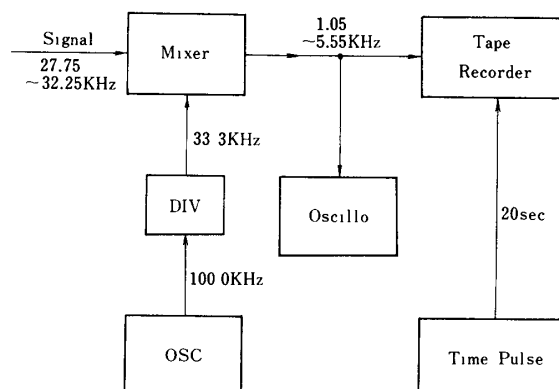 Signal
27.75
~32.25KHz
Mixer
1.05
~5.55KHz
Tape
Recorder
33 3KHz
DIV
Oscillo
20sec
100 0KHz
OSC
Time Pulse